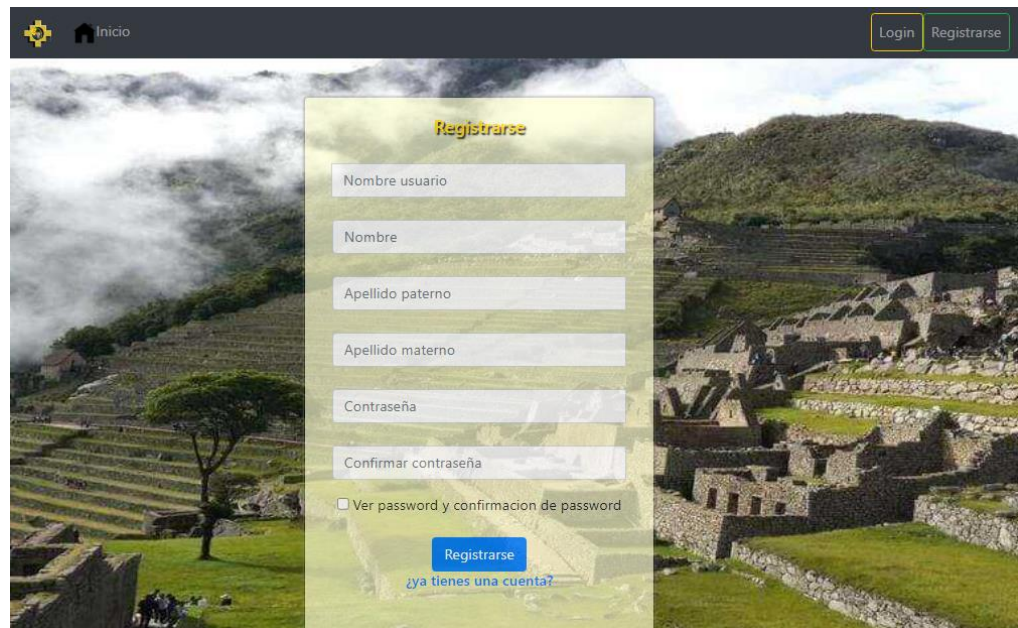 Inicio
Login
Registrarse
Registrarse
Nombre usuario
Nombre
Apellido paterno
Apellido materno
Contraseña
Confirmar contraseña
Ver password y confirmacion de password
Registrarse
¿ya tienes una cuenta?